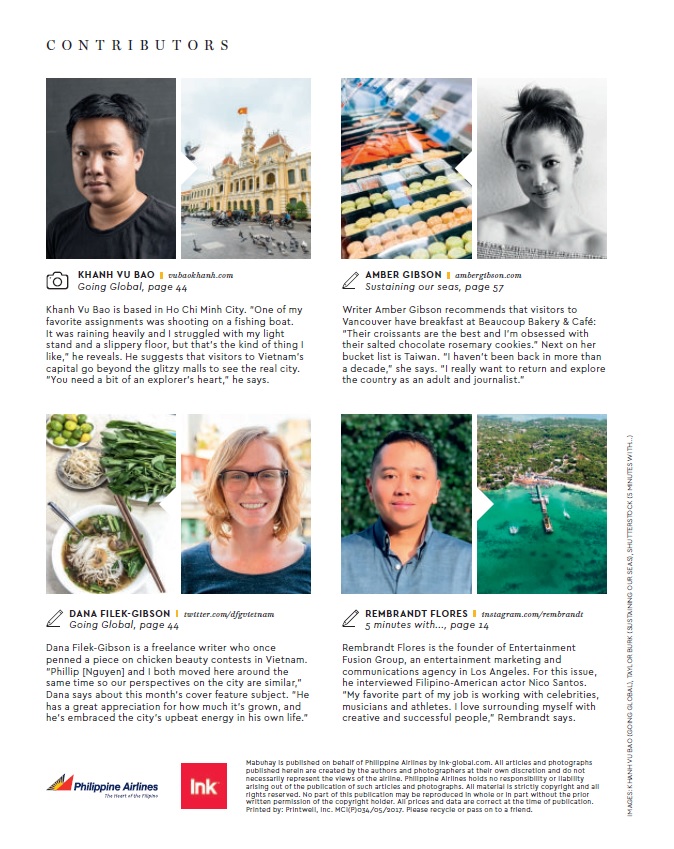 CONTRIBUTORS
KHANH VU BAO | vubaokhanh.com
Going Global, page 44
Khanh Vu Bao is based in Ho Chi Minh City. "One of my
favorite assignments was shooting on a fishing boat.
It was raining heavily and I struggled with my light
stand and a slippery floor, but that's the kind of thing I
like," he reveals. He suggests that visitors to Vietnam's
capital go beyond the glitzy malls to see the real city.
"You need a bit of an explorer's heart," he says.
AMBER GIBSON | ambergibson.com
Sustaining our seas, page 57
Writer Amber Gibson recommends that visitors to
Vancouver have breakfast at Beaucoup Bakery & Café:
"Their croissants are the best and I'm obsessed with
their salted chocolate rosemary cookies." Next on her
bucket list is Taiwan. "I haven't been back in more than
a decade," she says. "I really want to return and explore
the country as an adult and journalist."
DANA FILEK-GIBSON | twitter.com/dfgvietnam
Going Global, page 44
Dana Filek-Gibson is a freelance writer who once
penned a piece on chicken beauty contests in Vietnam.
"Phillip [Nguyen] and I both moved here around the
same time so our perspectives on the city are similar,"
Dana says about this month's cover feature subject. "He
has a great appreciation for how much it's grown, and
he's embraced the city's upbeat energy in his own life."
REMBRANDT FLORES | instagram.com/rembrandt
5 minutes with..., page 14
Rembrandt Flores is the founder of Entertainment
Fusion Group, an entertainment marketing and
communications agency in Los Angeles. For this issue,
he interviewed Filipino-American actor Nico Santos.
"My favorite part of my job is working with celebrities,
musicians and athletes. I love surrounding myself with
creative and successful people," Rembrandt says.
IMAGES: KHANH VU BAO (GOING GLOBAL), TAYLOR BURK (SUSTAINING OUR SEAS), SHUTTERSTOCK (5 MINUTES WITH...)
Philippine Airlines
The Heart of the Filipino
Ink
Mabuhay is published on behalf of Philippine Airlines by ink-global.com. All articles and photographs
published herein are created by the authors and photographers at their own discretion and do not
necessarily represent the views of the airline. Philippine Airlines holds no responsibility or liability
arising out of the publication of such articles and photographs. All material is strictly copyright and all
rights reserved. No part of this publication may be reproduced in whole or in part without the prior
written permission of the copyright holder. All prices and data are correct at the time of publication.
Printed by: Printwell, Inc. MCI(P)034/05/2017. Please recycle or pass on to a friend.